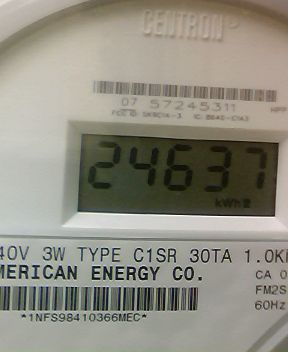 CENTRON®
07 57245311
24637
kWh
40V 3W TYPE C1SR 30TA 1.0K
MERICAN ENERGY CO.
CA 0
FM2S
60Hz
*1NFS98410366MEC*